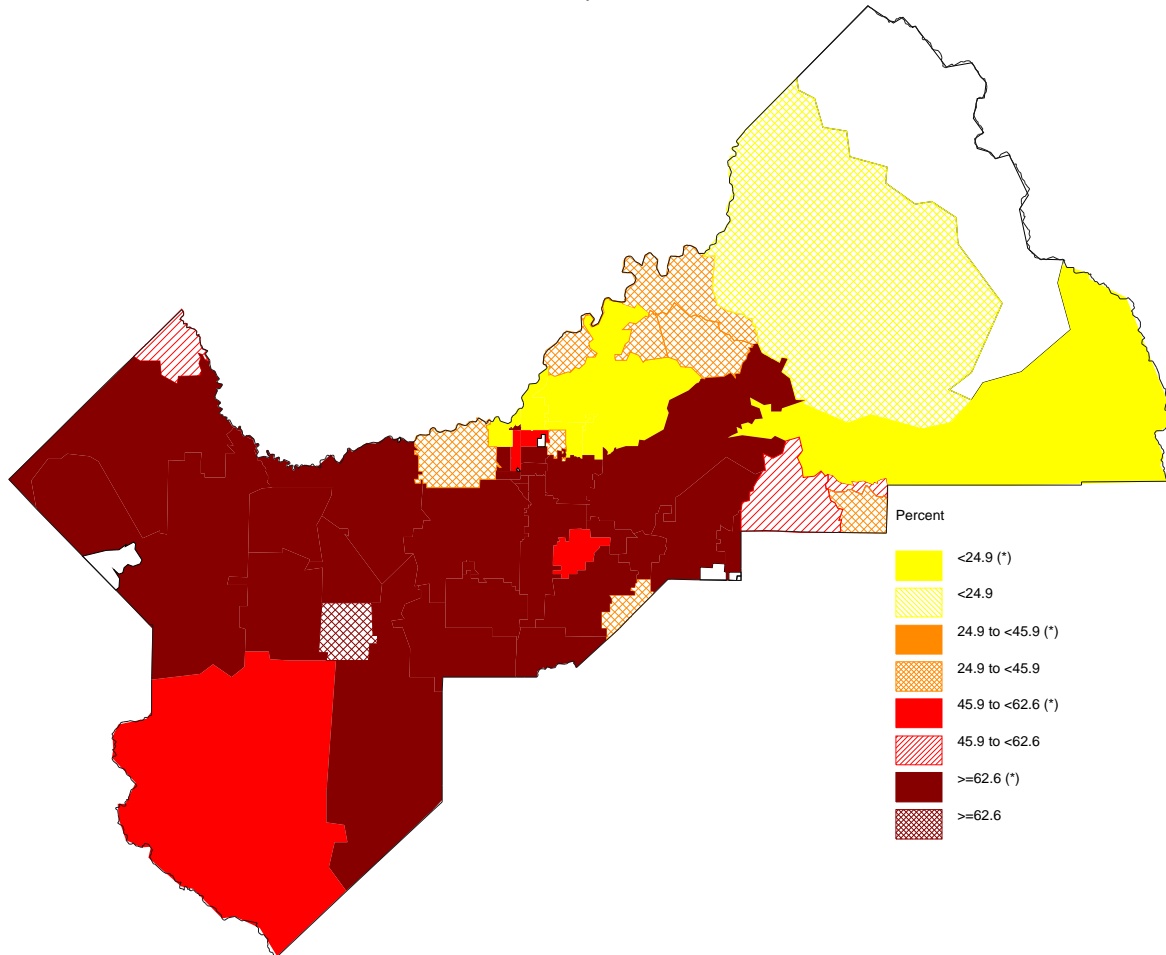 Percent
<24.9 (*)
<24.9
24.9 to <45.9 (*)
24.9 to <45.9
45.9 to <62.6 (*)
45.9 to <62.6
>=62.6 (*)
>=62.6